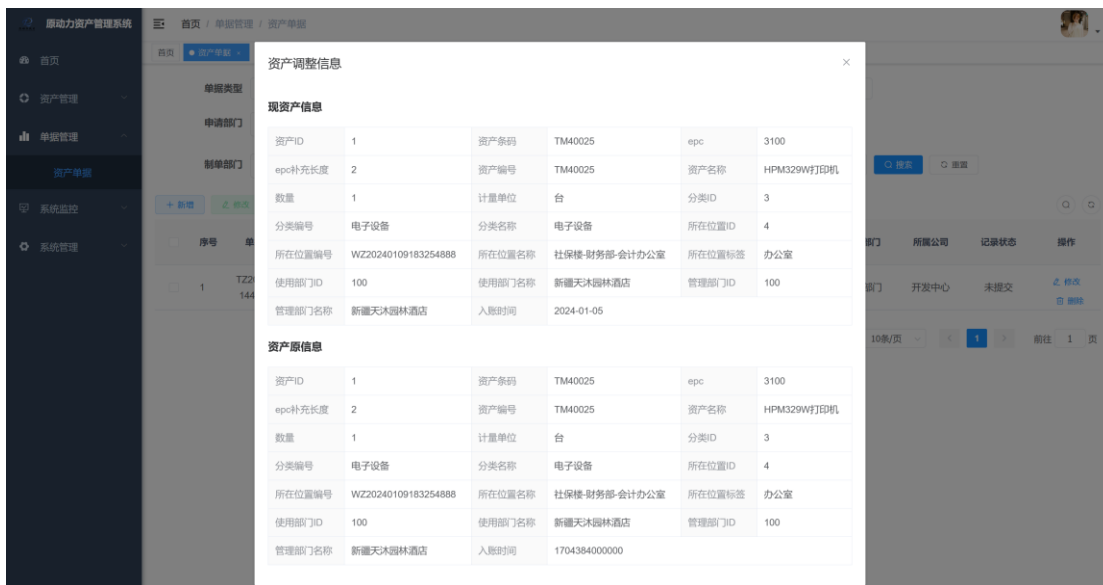 原动力资产管理系统
首页 / 单据管理 / 资产单据
首页
资产单据 ×
首页
资产管理
单据管理
资产单据
系统监控
系统管理
单据类型
申请部门
制单部门
搜索 重置
+ 新增 修改
序号 所属公司 记录状态 操作
1 TZ20 开发中心 未提交 修改
144 删除
10条/页 1 前往 1 页
资产调整信息 ×
现资产信息
资产ID 1 资产条码 TM40025 epc 3100
epc补充长度 2 资产编号 TM40025 资产名称 HPM329W打印机
数量 1 计量单位 台 分类ID 3
分类编号 电子设备 分类名称 电子设备 所在位置ID 4
所在位置编号 WZ20240109183254888 所在位置名称 社保楼-财务部-会计办公室 所在位置标签 办公室
使用部门ID 100 使用部门名称 新疆天沐园林酒店 管理部门ID 100
管理部门名称 新疆天沐园林酒店 入账时间 2024-01-05
资产原信息
资产ID 1 资产条码 TM40025 epc 3100
epc补充长度 2 资产编号 TM40025 资产名称 HPM329W打印机
数量 1 计量单位 台 分类ID 3
分类编号 电子设备 分类名称 电子设备 所在位置ID 4
所在位置编号 WZ20240109183254888 所在位置名称 社保楼-财务部-会计办公室 所在位置标签 办公室
使用部门ID 100 使用部门名称 新疆天沐园林酒店 管理部门ID 100
管理部门名称 新疆天沐园林酒店 入账时间 1704384000000